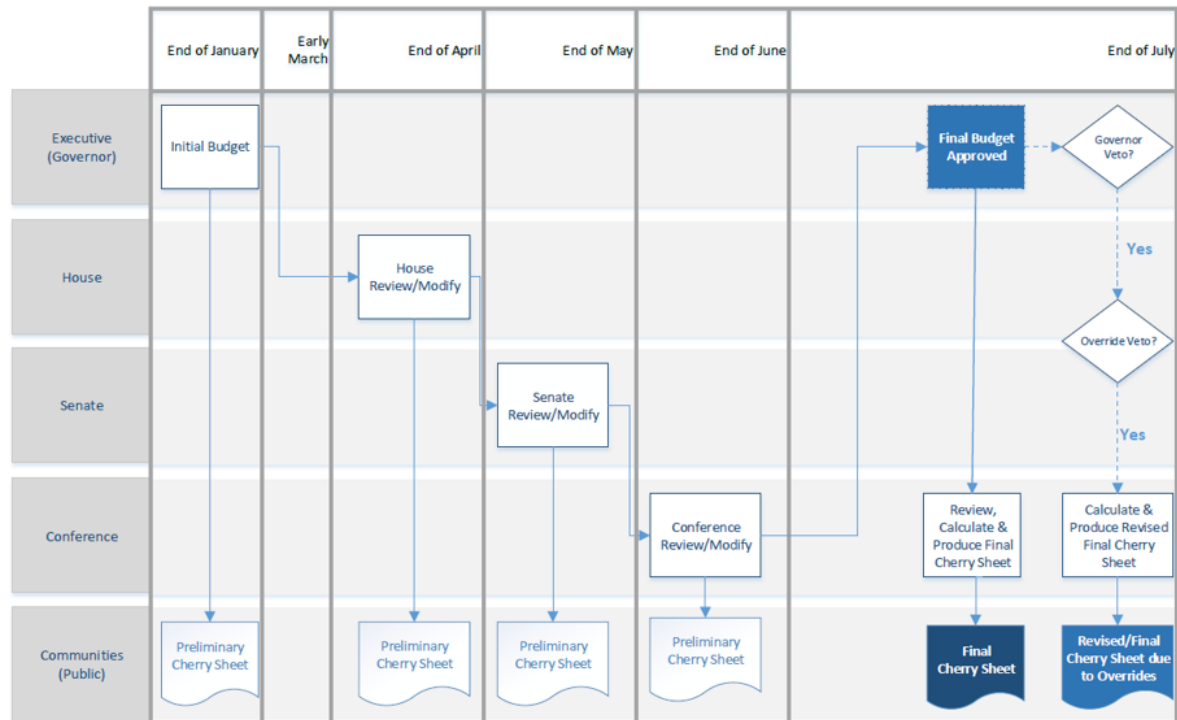 End of January
Early
March
End of April
End of May
End of June
End of July
Executive
(Governor)
Initial Budget
Final Budget
Approved
Governor
Veto?
House
House
Review/Modify
Yes
Override Veto?
Senate
Senate
Review/Modify
Yes
Conference
Conference
Review/Modify
Review,
Calculate &
Produce Final
Cherry Sheet
Calculate &
Produce Revised
Final Cherry
Sheet
Communities
(Public)
Preliminary
Cherry Sheet
Preliminary
Cherry Sheet
Preliminary
Cherry Sheet
Preliminary
Cherry Sheet
Final
Cherry Sheet
Revised/Final
Cherry Sheet due
to Overrides